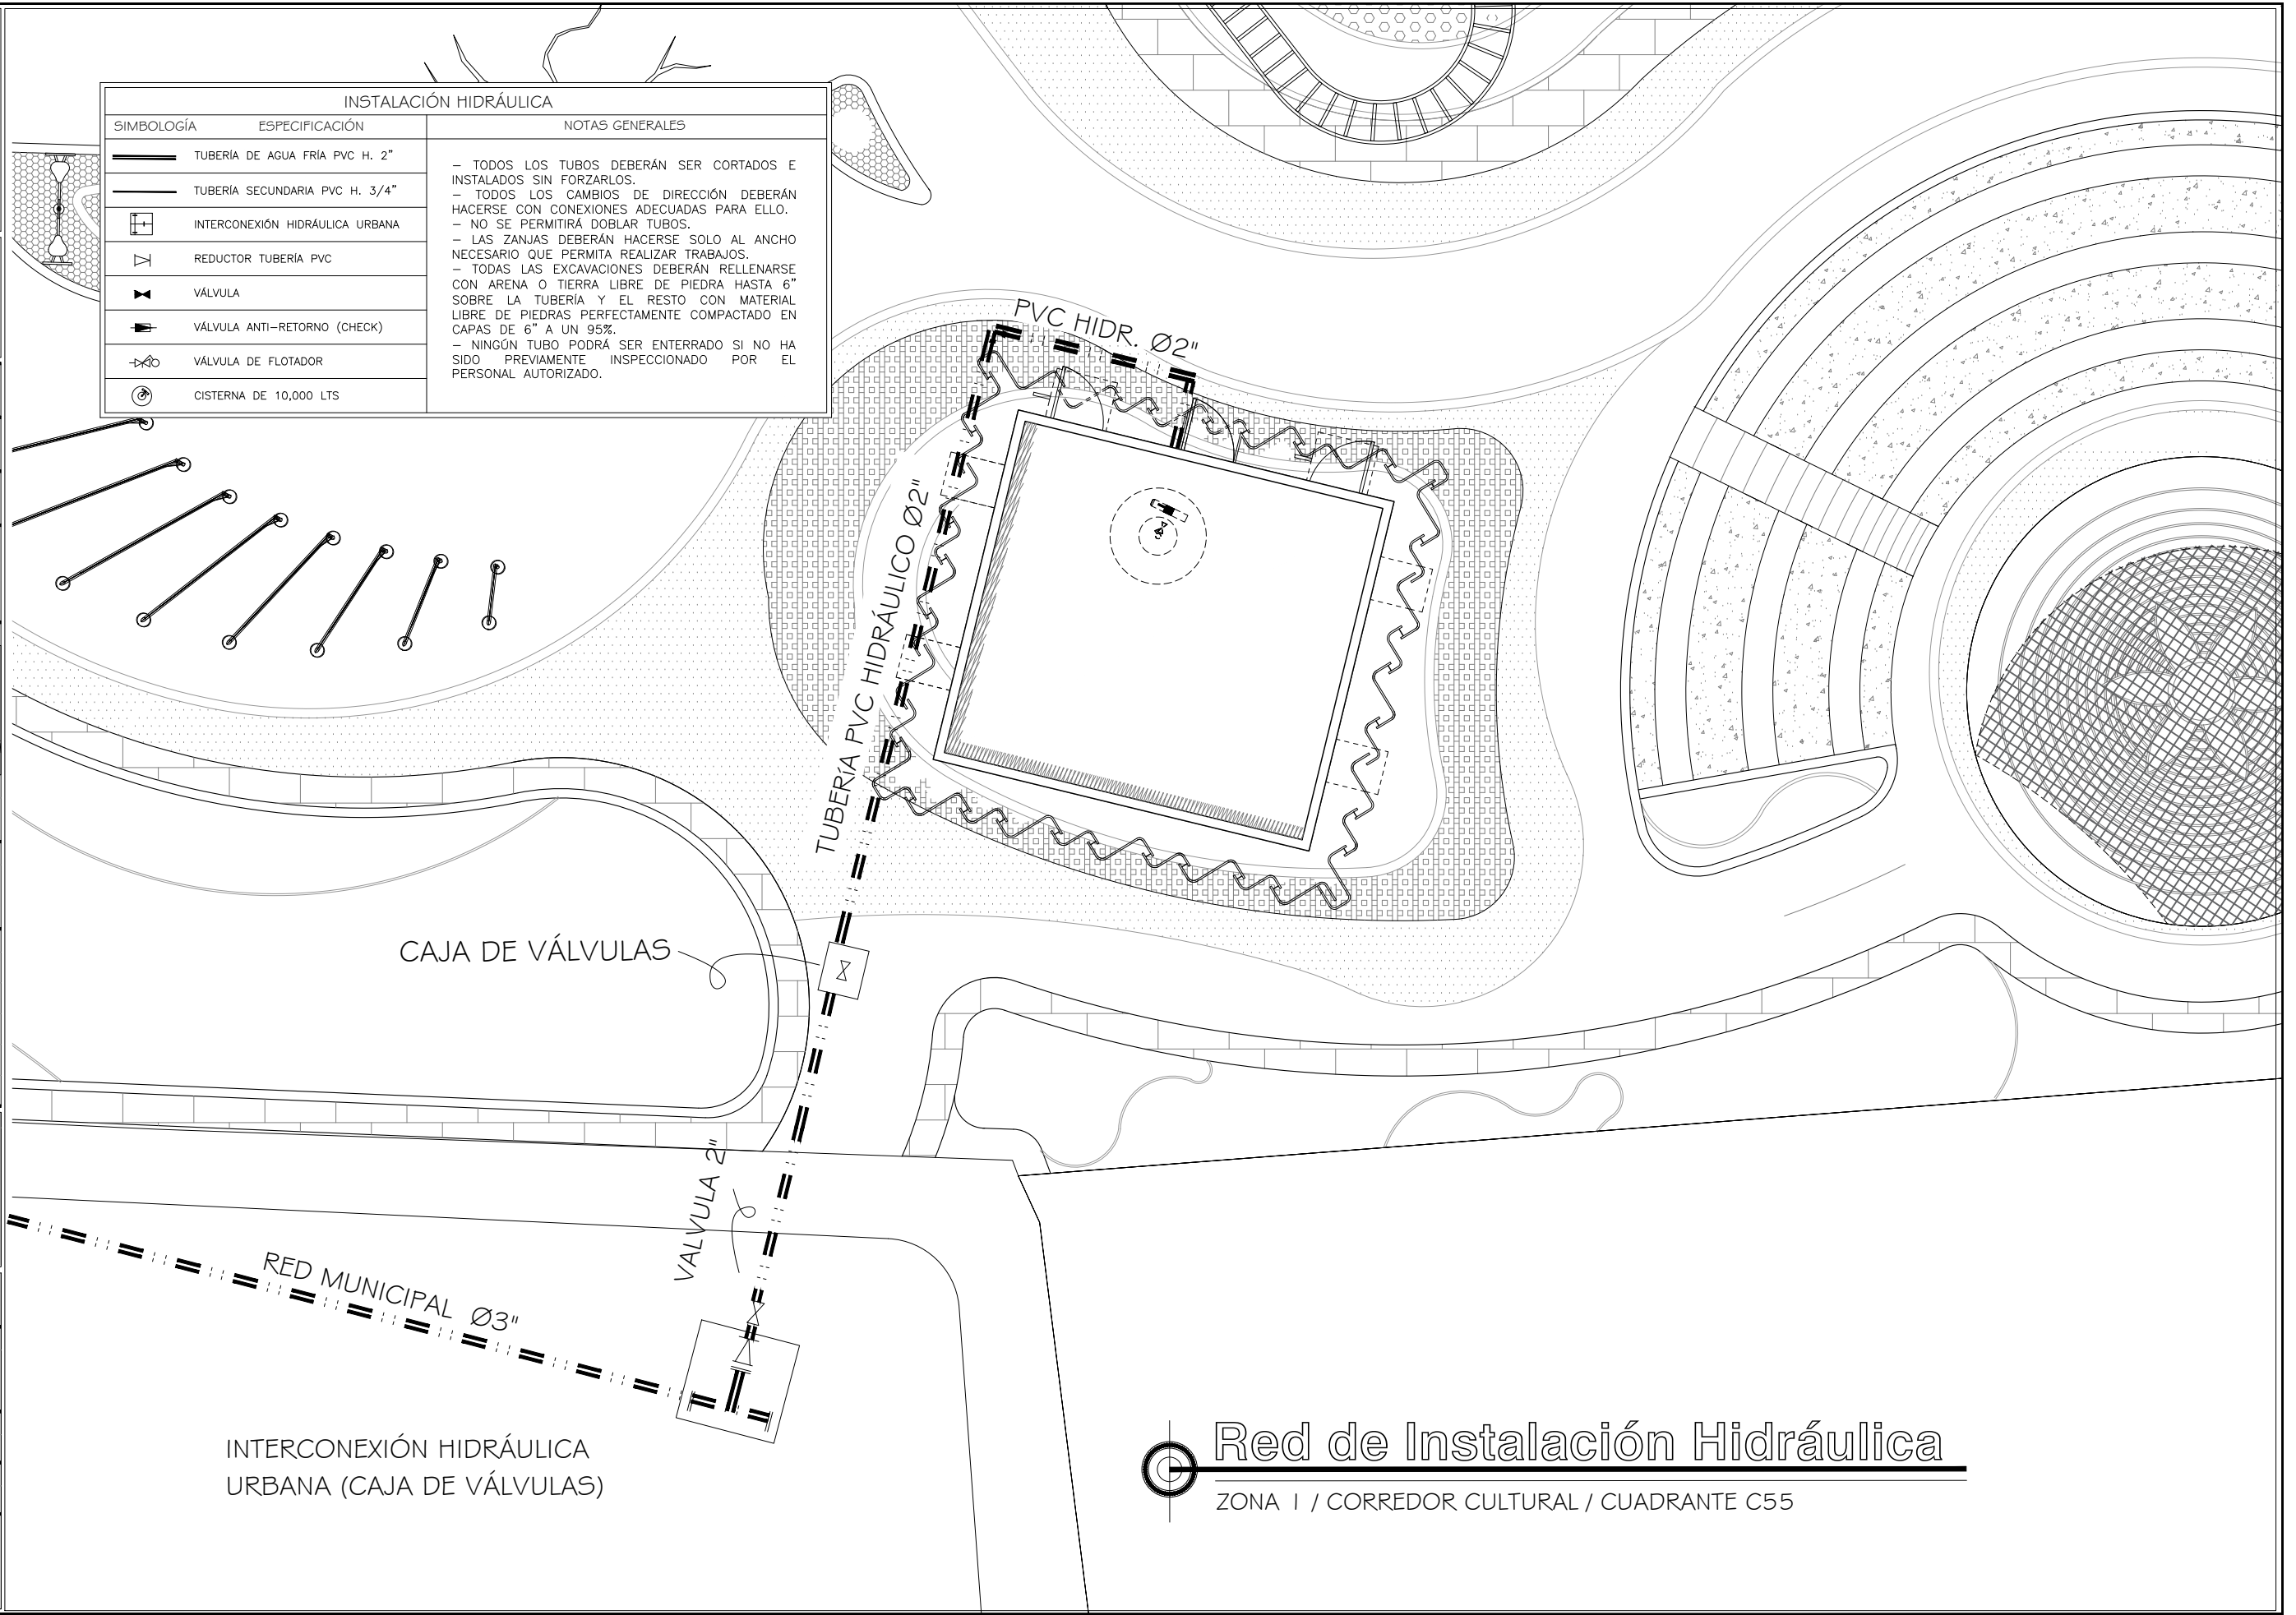 INSTALACIÓN HIDRÁULICA
SIMBOLOGÍA ESPECIFICACIÓN NOTAS GENERALES
TUBERÍA DE AGUA FRÍA PVC H. 2"
TUBERÍA SECUNDARIA PVC H. 3/4"
INTERCONEXIÓN HIDRÁULICA URBANA
REDUCTOR TUBERÍA PVC
VÁLVULA
VÁLVULA ANTI-RETORNO (CHECK)
VÁLVULA DE FLOTADOR
CISTERNA DE 10,000 LTS
- TODOS LOS TUBOS DEBERÁN SER CORTADOS E
INSTALADOS SIN FORZARLOS.
- TODOS LOS CAMBIOS DE DIRECCIÓN DEBERÁN
HACERSE CON CONEXIONES ADECUADAS PARA ELLO.
- NO SE PERMITIRÁ DOBLAR TUBOS.
- LAS ZANJAS DEBERÁN HACERSE SOLO AL ANCHO
NECESARIO QUE PERMITA REALIZAR TRABAJOS.
- TODAS LAS EXCAVACIONES DEBERÁN RELLENARSE
CON ARENA O TIERRA LIBRE DE PIEDRA HASTA 6"
SOBRE LA TUBERÍA Y EL RESTO CON MATERIAL
LIBRE DE PIEDRAS PERFECTAMENTE COMPACTADO EN
CAPAS DE 6" A UN 95%.
- NINGÚN TUBO PODRÁ SER ENTERRADO SI NO HA
SIDO PREVIAMENTE INSPECCIONADO POR EL
PERSONAL AUTORIZADO.
PVC HIDR. Ø2"
TUBERÍA PVC HIDRÁULICO Ø2"
CAJA DE VÁLVULAS
VALVULA 2"
RED MUNICIPAL Ø3"
INTERCONEXIÓN HIDRÁULICA
URBANA (CAJA DE VÁLVULAS)
Red de Instalación Hidráulica
ZONA 1 / CORREDOR CULTURAL / CUADRANTE C55